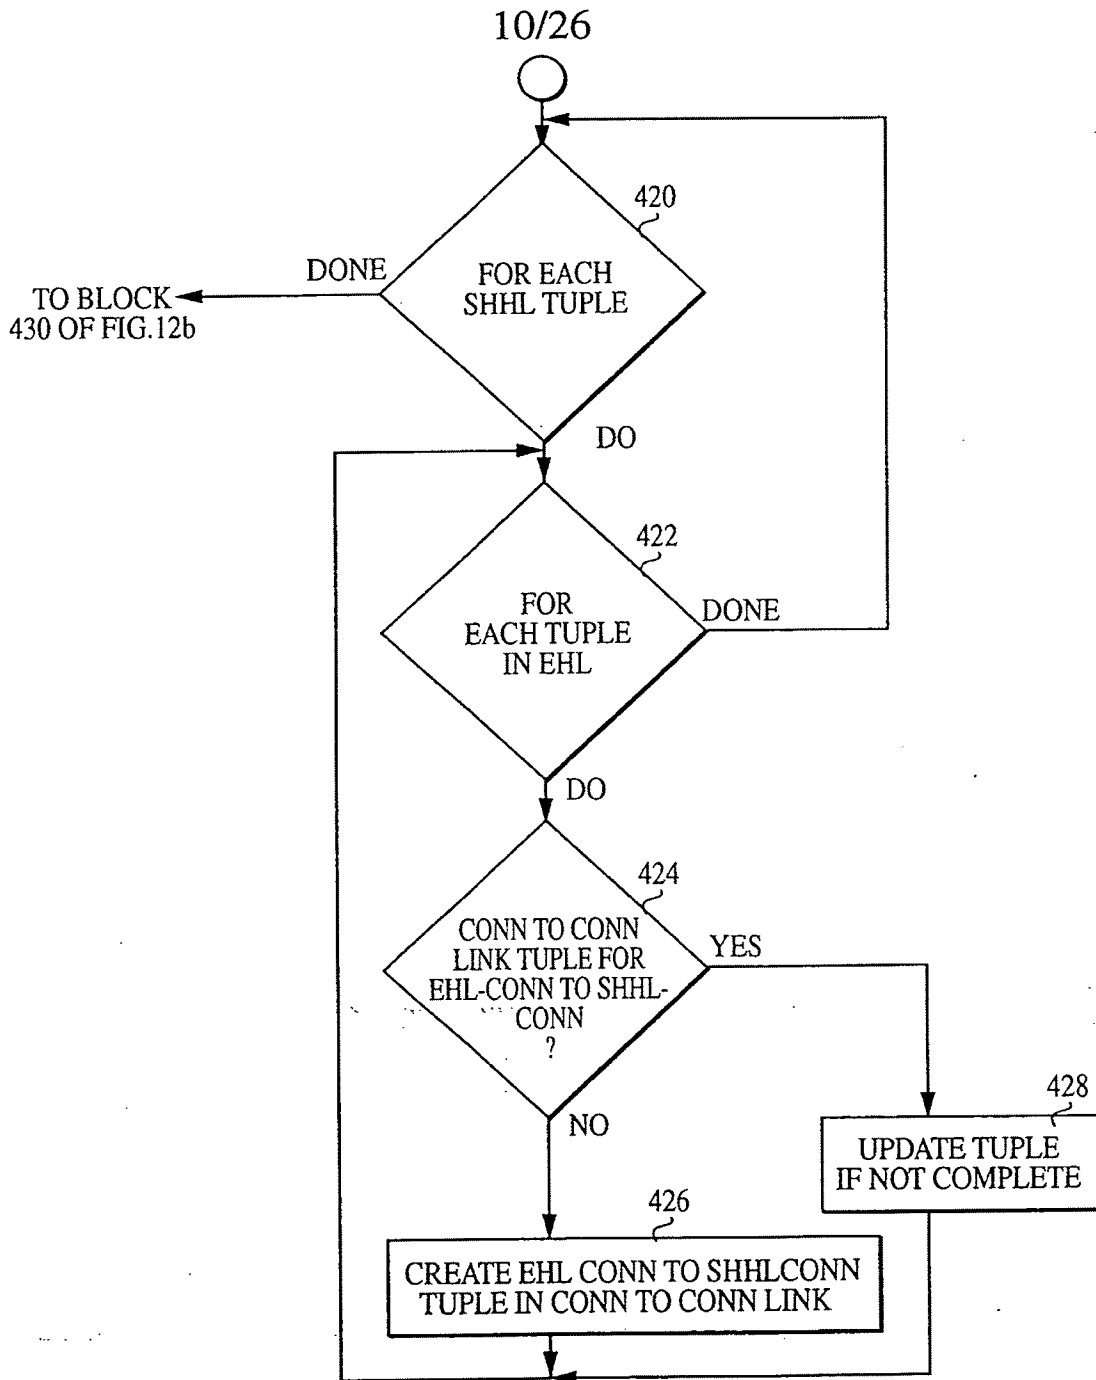 10/26
420
DONE
FOR EACH
SHHL TUPLE
TO BLOCK
430 OF FIG.12b
DO
422
FOR
EACH TUPLE
IN EHL
DONE
DO
424
CONN TO CONN
LINK TUPLE FOR
EHL-CONN TO SHHL-
CONN
?
YES
NO
428
UPDATE TUPLE
IF NOT COMPLETE
426
CREATE EHL CONN TO SHHLCONN
TUPLE IN CONN TO CONN LINK